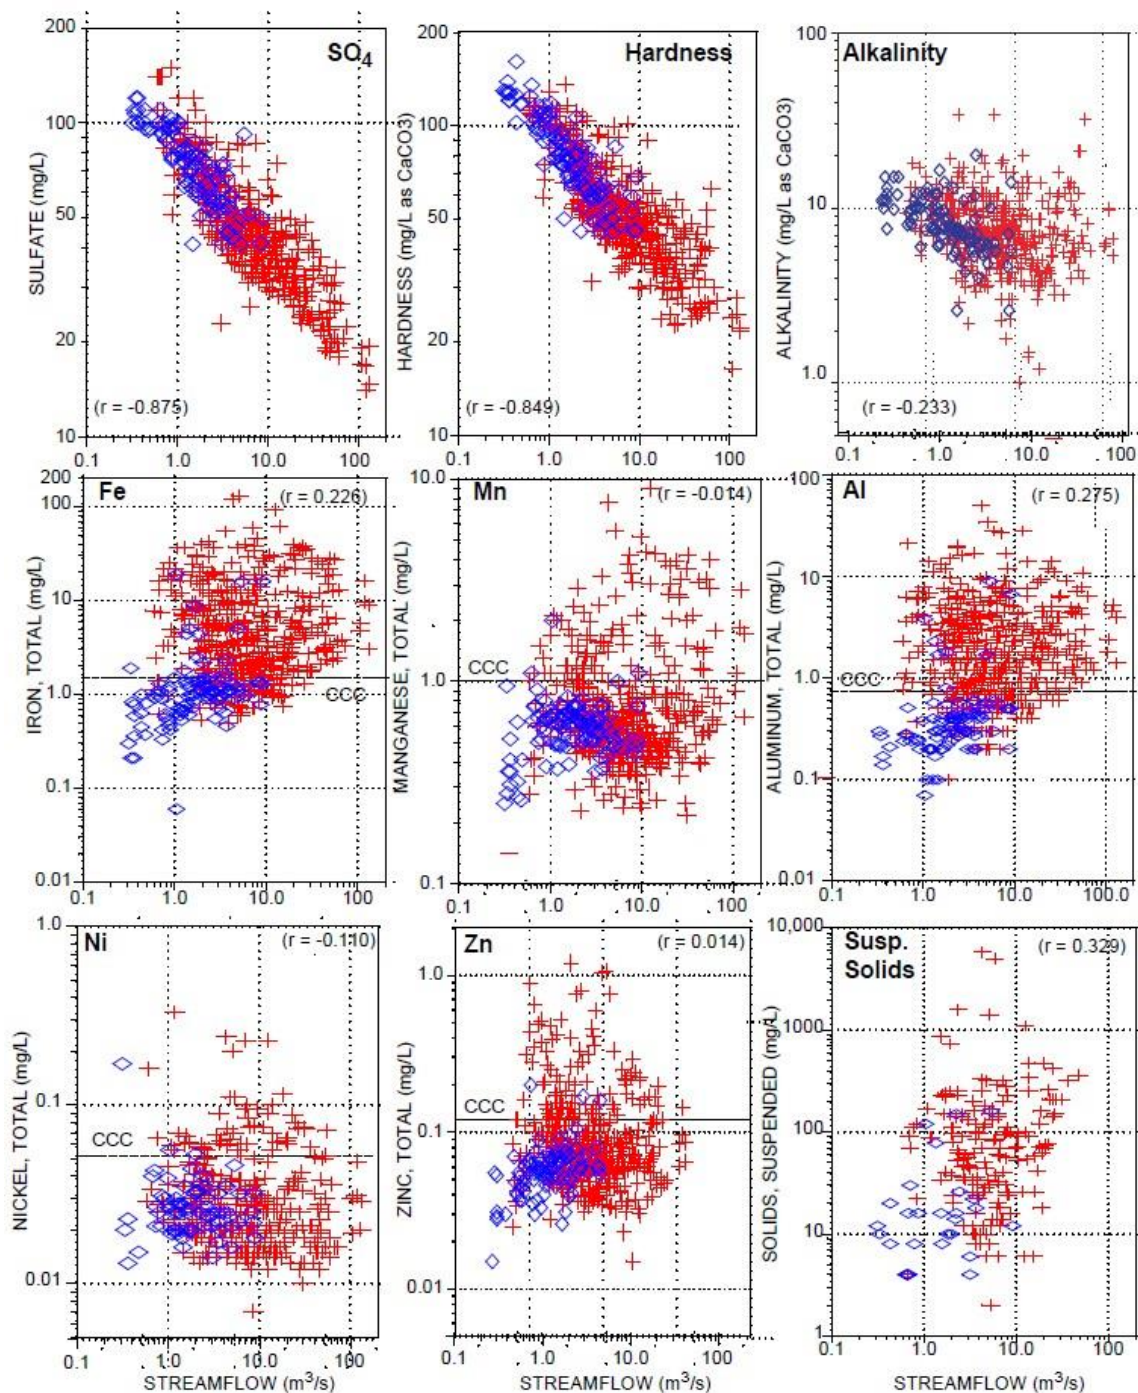 200
SO4
SULFATE (mg/L)
100
50
20
10
(r = -0.875)
0.1 1.0 10.0 100
200
Hardness
HARDNESS (mg/L as CaCO3)
100
50
20
10
(r = -0.849)
0.1 1.0 10.0 100
100
Alkalinity
ALKALINITY (mg/L as CaCO3)
10
1.0
(r = -0.233)
0.1 1.0 10.0 100
200
Fe
(r = 0.226)
IRON, TOTAL (mg/L)
100
10
1.0
CCC
0.1
0.01
0.1 1.0 10.0 100
10.0
Mn
(r = -0.014)
MANGANESE, TOTAL (mg/L)
CCC
1.0
0.1
0.1 1.0 10.0 100
100
Al
(r = 0.275)
ALUMINUM, TOTAL (mg/L)
10
CCC
1.0
0.1
0.01
0.1 1.0 10.0 100.0
1.0
Ni
(r = -0.110)
NICKEL, TOTAL (mg/L)
0.1
CCC
0.01
0.1 1.0 10.0 100
STREAMFLOW (m3/s)
Zn
(r = 0.014)
ZINC, TOTAL (mg/L)
1.0
CCC
0.1
0.01
0.1 1.0 10.0 100
STREAMFLOW (m3/s)
10,000
Susp.
Solids
(r = 0.329)
SOLIDS, SUSPENDED (mg/L)
1000
100
10
1
0.1 1.0 10.0 100
STREAMFLOW (m3/s)